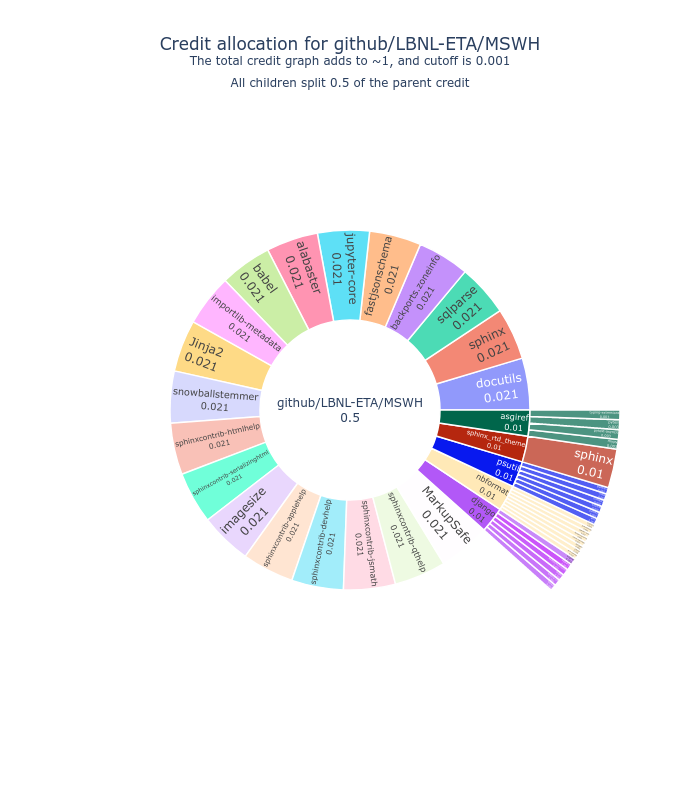 Credit allocation for github/LBNL-ETA/MSWH
The total credit graph adds to ~1, and cutoff is 0.001
All children split 0.5 of the parent credit
github/LBNL-ETA/MSWH
0.5
docutils
0.021
sphinx
0.021
sqlparse
0.021
backports.zoneinfo
0.021
fastjsonschema
0.021
jupyter-core
0.021
alabaster
0.021
babel
0.021
importlib-metadata
0.021
Jinja2
0.021
snowballstemmer
0.021
sphinxcontrib-htmlhelp
0.021
sphinxcontrib-serializinghtml
0.021
imagesize
0.021
sphinxcontrib-applehelp
0.021
sphinxcontrib-devhelp
0.021
sphinxcontrib-jsmath
0.021
sphinxcontrib-qthelp
0.021
MarkupSafe
0.021
django
0.01
nbformat
0.01
psutil
0.01
sphinx_rtd_theme
0.01
asgiref
0.01
sphinx
0.01